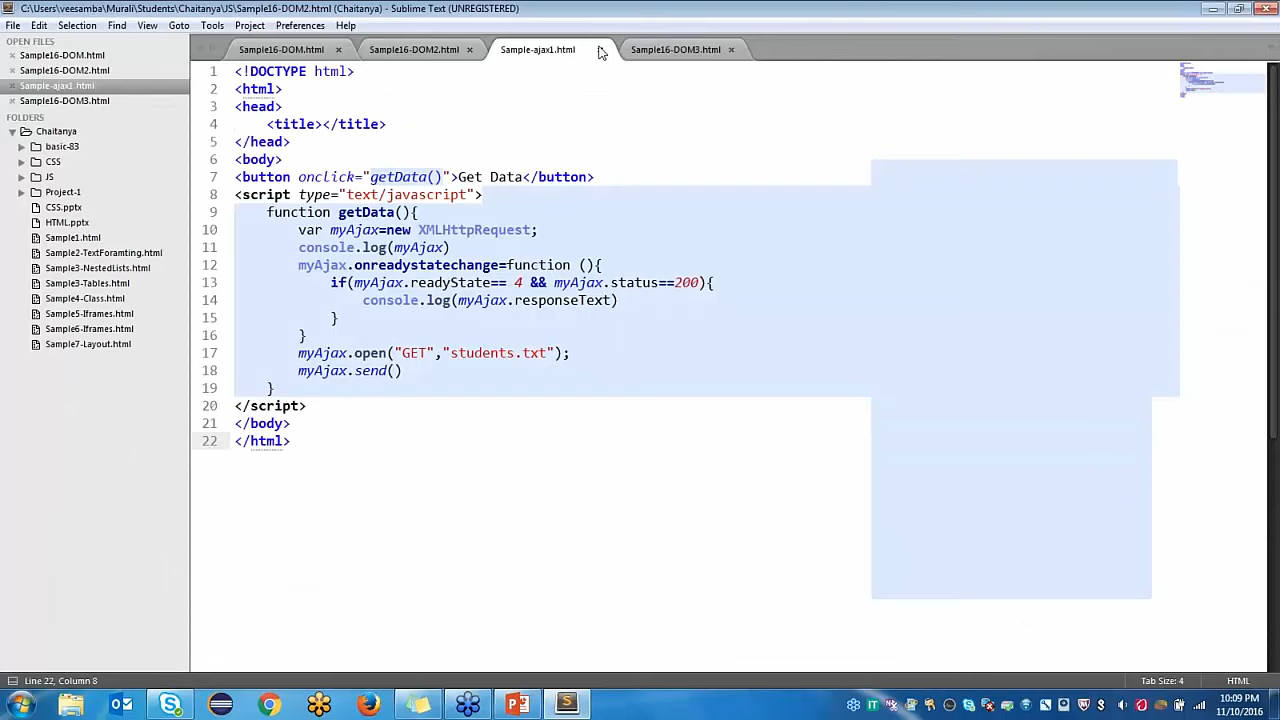 C:\Users\veesamba\Murali\Students\Chaitanya\JS\Sample16-DOM2.html (Chaitanya) - Sublime Text (UNREGISTERED)
File Edit Selection Find View Goto Tools Project Preferences Help
OPEN FILES
Sample16-DOM.html
Sample16-DOM2.html
Sample-ajax1.html
Sample16-DOM3.html
FOLDERS
Chaitanya
basic-83
CSS
JS
Project-1
CSS.pptx
HTML.pptx
Sample1.html
Sample2-TextForamting.html
Sample3-NestedLists.html
Sample3-Tables.html
Sample4-Class.html
Sample5-Iframes.html
Sample6-Iframes.html
Sample7-Layout.html
Sample16-DOM.html Sample16-DOM2.html Sample-ajax1.html Sample16-DOM3.html
1 <!DOCTYPE html>
2 <html>
3 <head>
4 <title></title>
5 </head>
6 <body>
7 <button onclick="getData()">Get Data</button>
8 <script type="text/javascript">
9 function getData(){
10 var myAjax=new XMLHttpRequest;
11 console.log(myAjax)
12 myAjax.onreadystatechange=function (){
13 if(myAjax.readyState== 4 && myAjax.status==200){
14 console.log(myAjax.responseText)
15 }
16 }
17 myAjax.open("GET","students.txt");
18 myAjax.send()
19 }
20 </script>
21 </body>
22 </html>
Line 22, Column 8 Tab Size: 4 HTML
10:09 PM
11/10/2016